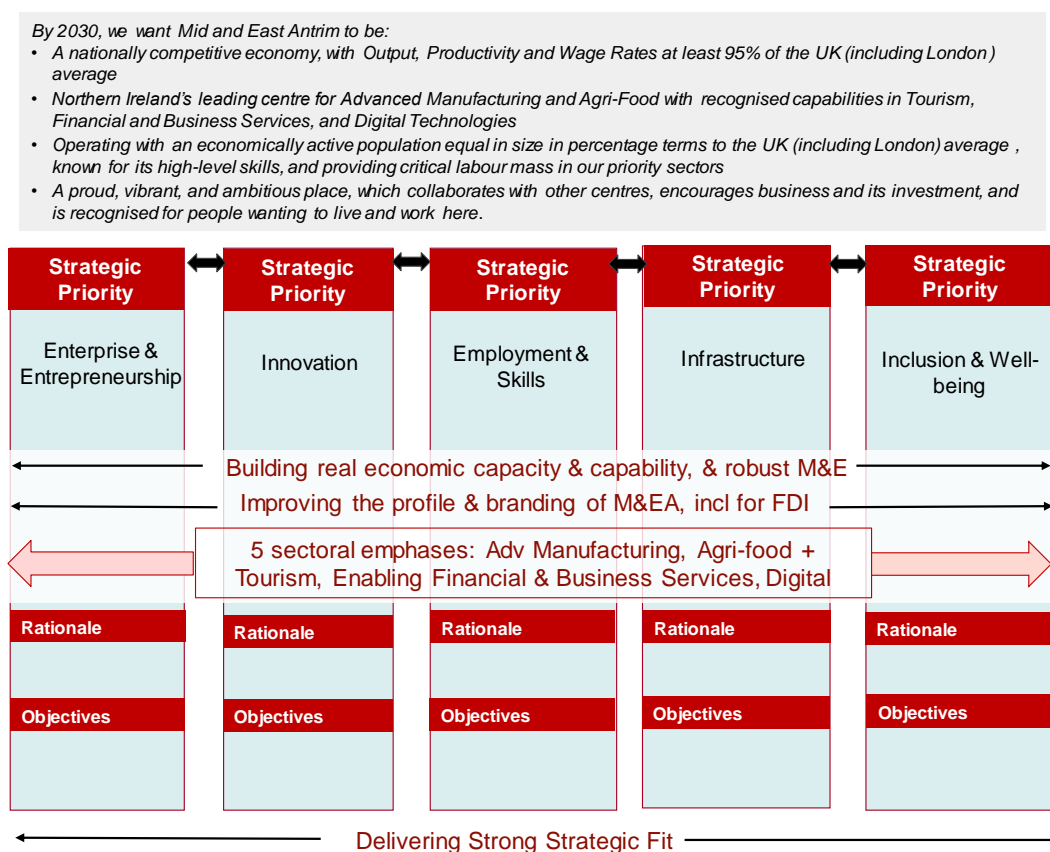 By 2030, we want Mid and East Antrim to be:
• A nationally competitive economy, with Output, Productivity and Wage Rates at least 95% of the UK (including London) average
• Northern Ireland's leading centre for Advanced Manufacturing and Agri-Food with recognised capabilities in Tourism,
Financial and Business Services, and Digital Technologies
• Operating with an economically active population equal in size in percentage terms to the UK (including London) average ,
known for its high-level skills, and providing critical labour mass in our priority sectors
• A proud, vibrant, and ambitious place, which collaborates with other centres, encourages business and its investment, and
is recognised for people wanting to live and work here.
Strategic
Priority
Enterprise &
Entrepreneurship
Strategic
Priority
Innovation
Strategic
Priority
Employment &
Skills
Strategic
Priority
Infrastructure
Strategic
Priority
Inclusion & Well-
being
Building real economic capacity & capability, & robust M&E
Improving the profile & branding of M&EA, incl for FDI
5 sectoral emphases: Adv Manufacturing, Agri-food +
Tourism, Enabling Financial & Business Services, Digital
Rationale
Rationale
Rationale
Rationale
Rationale
Objectives
Objectives
Objectives
Objectives
Objectives
Delivering Strong Strategic Fit